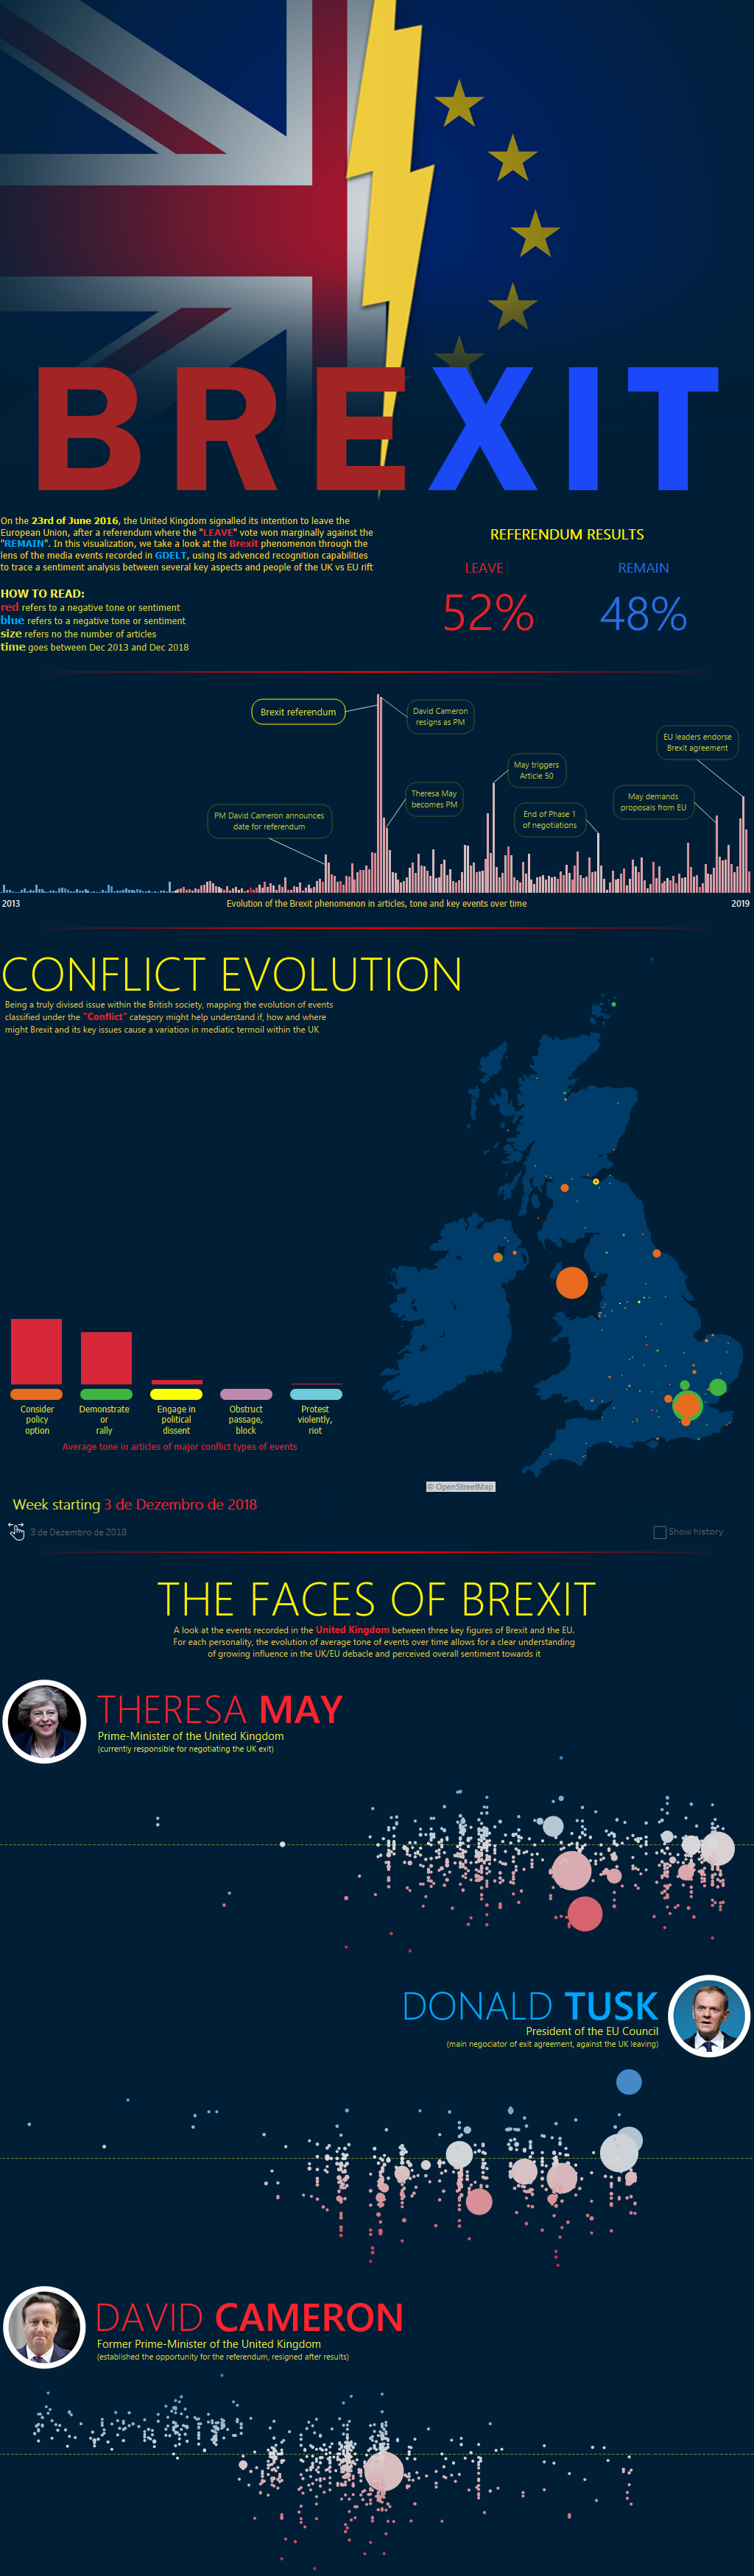 BREXIT
On the 23rd of June 2016, the United Kingdom signalled its intention to leave the
European Union, after a referendum where the "LEAVE" vote won marginally against the
"REMAIN". In this visualization, we take a look at the Brexit phenomenon through the
lens of the media events recorded in GDELT, using its advenced recognition capabilities
to trace a sentiment analysis between several key aspects and people of the UK vs EU rift
HOW TO READ:
red refers to a negative tone or sentiment
blue refers to a negative tone or sentiment
size refers no the number of articles
time goes between Dec 2013 and Dec 2018
REFERENDUM RESULTS
LEAVE
REMAIN
52%
48%
Brexit referendum
David Cameron
resigns as PM
EU leaders endorse
Brexit agreement
May triggers
Article 50
Theresa May
becomes PM
May demands
proposals from EU
PM David Cameron announces
date for referendum
End of Phase 1
of negotiations
2013
Evolution of the Brexit phenomenon in articles, tone and key events over time
2019
CONFLICT EVOLUTION
Being a truly divised issue within the British society, mapping the evolution of events
classified under the "Conflict" category might help understand if, how and where
might Brexit and its key issues cause a variation in mediatic termoil within the UK
Consider
policy
option
Demonstrate
or
rally
Engage in
political
dissent
Obstruct
passage,
block
Protest
violently,
riot
Average tone in articles of major conflict types of events
© OpenStreetMap
Week starting 3 de Dezembro de 2018
3 de Dezembro de 2018
Show history
THE FACES OF BREXIT
A look at the events recorded in the United Kingdom between three key figures of Brexit and the EU.
For each personality, the evolution of average tone of events over time allows for a clear understanding
of growing influence in the UK/EU debacle and perceived overall sentiment towards it
THERESA MAY
Prime-Minister of the United Kingdom
(currently responsible for negotiating the UK exit)
DONALD TUSK
President of the EU Council
(main negociator of exit agreement, against the UK leaving)
DAVID CAMERON
Former Prime-Minister of the United Kingdom
(established the opportunity for the referendum, resigned after results)